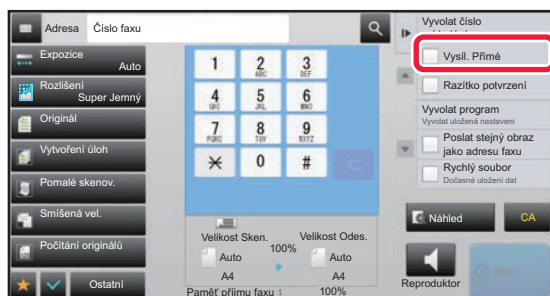 Adresa
Číslo faxu
Expozice
Auto
Rozlišení
Super Jemný
Originál
Vytvoření úloh
Pomalé skenov.
Smíšená vel.
Počítání originálů
Ostatní
1
2
ABC
3
DEF
4
GHI
5
JKL
6
MNO
7
PQRS
8
TUV
9
WXYZ
0
#
C
Velikost Sken.
100%
Velikost Odes.
Auto
A4
Auto
A4
Paměť příjmu faxu :
100%
Vyvolat číslo
Vysíl. Přímé
Razítko potvrzení
Vyvolat program
Vyvolat uložená nastavení
Poslat stejný obraz
jako adresu faxu
Rychlý soubor
Dočasné uložení dat
Náhled
CA
Reproduktor
Start